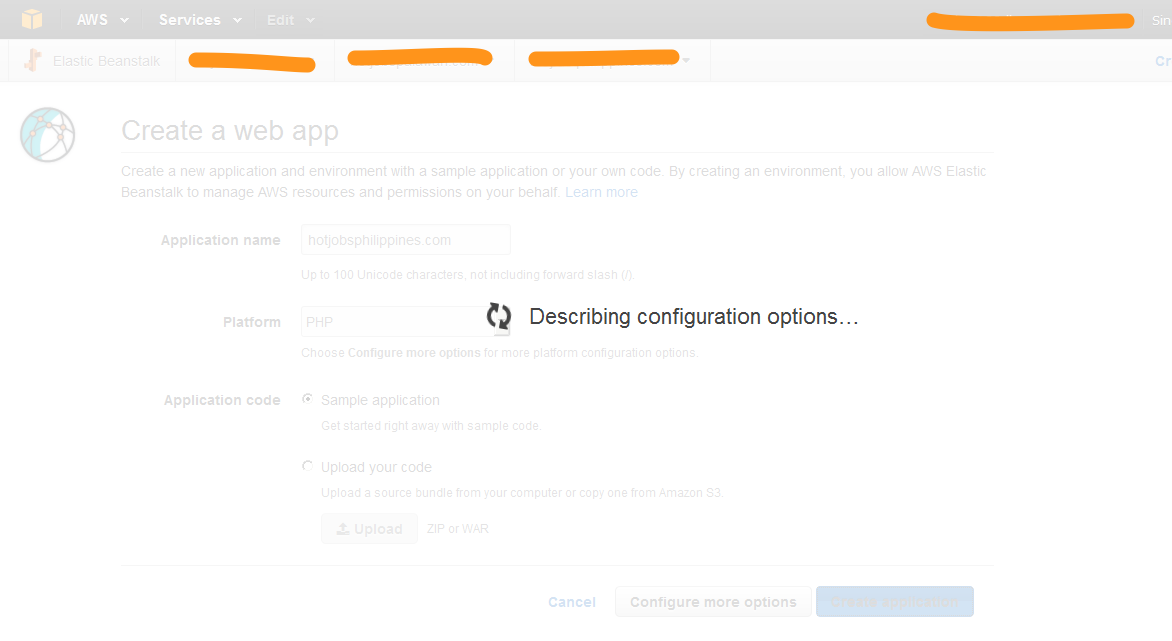 AWS Services Edit
Sin
Elastic Beanstalk
Cr
Create a web app
Create a new application and environment with a sample application or your own code. By creating an environment, you allow AWS Elastic
Beanstalk to manage AWS resources and permissions on your behalf. Learn more
Application name hotjobsphilippines.com
Up to 100 Unicode characters, not including forward slash (/).
Platform PHP
Describing configuration options...
Choose Configure more options for more platform configuration options.
Application code Sample application
Get started right away with sample code.
Upload your code
Upload a source bundle from your computer or copy one from Amazon S3.
Upload ZIP or WAR
Cancel Configure more options Create application